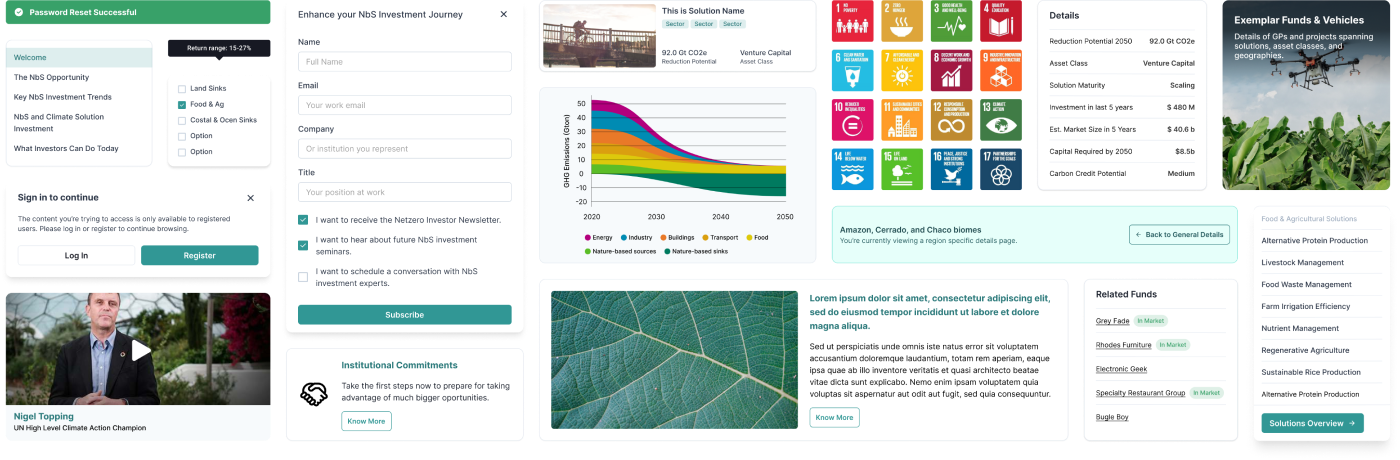 Password Reset Successful
Welcome
The NbS Opportunity
Key NbS Investment Trends
NbS and Climate Solution
Investment
What Investors Can Do Today
Return range: 15-27%
Land Sinks
Food & Ag
Costal & Ocen Sinks
Option
Option
Sign in to continue
The content you're trying to access is only available to registered
users. Please log in or register to continue browsing.
Log In
Register
Nigel Topping
UN High Level Climate Action Champion
Enhance your NbS Investment Journey
Name
Full Name
Email
Your work email
Company
Or institution you represent
Title
Your position at work
I want to receive the Netzero Investor Newsletter.
I want to hear about future NbS investment
seminars.
I want to schedule a conversation with NbS
investment experts.
Subscribe
Institutional Commitments
Take the first steps now to prepare for taking
advantage of much bigger oportunities.
Know More
This is Solution Name
Sector Sector Sector
92.0 Gt CO2e
Reduction Potential
Venture Capital
Asset Class
GHG Emissions (Gton)
50
40
30
20
10
0
-10
-20
2020 2030 2040 2050
Energy Industry Buildings Transport Food
Nature-based sources Nature-based sinks
1 NO POVERTY
2 ZERO HUNGER
3 GOOD HEALTH AND WELL-BEING
4 QUALITY EDUCATION
6 CLEAN WATER AND SANITATION
7 AFFORDABLE AND CLEAN ENERGY
8 DECENT WORK AND ECONOMIC GROWTH
9 INDUSTRY, INNOVATION AND INFRASTRUCTURE
10 REDUCED INEQUALITIES
11 SUSTAINABLE CITIES AND COMMUNITIES
12 RESPONSIBLE CONSUMPTION AND PRODUCTION
13 CLIMATE ACTION
14 LIFE BELOW WATER
15 LIFE ON LAND
16 PEACE, JUSTICE AND STRONG INSTITUTIONS
17 PARTNERSHIPS FOR THE GOALS
Details
Reduction Potential 2050 92.0 Gt CO2e
Asset Class Venture Capital
Solution Maturity Scaling
Investment in last 5 years $ 480 M
Est. Market Size in 5 Years $ 40.6 b
Capital Required by 2050 $8.5b
Carbon Credit Potential Medium
Exemplar Funds & Vehicles
Details of GPs and projects spanning
solutions, asset classes, and
geographies.
Amazon, Cerrado, and Chaco biomes
You're currently viewing a region specific details page.
← Back to General Details
Lorem ipsum dolor sit amet, consectetur adipiscing elit,
sed do eiusmod tempor incididunt ut labore et dolore
magna aliqua.
Sed ut perspiciatis unde omnis iste natus error sit voluptatem
accusantium doloremque laudantium, totam rem aperiam, eaque
ipsa quae ab illo inventore veritatis et quasi architecto beatae
vitae dicta sunt explicabo. Nemo enim ipsam voluptatem quia
voluptas sit aspernatur aut odit aut fugit, sed quia consequuntur.
Know More
Related Funds
Grey Fade In Market
Rhodes Furniture In Market
Electronic Geek
Specialty Restaurant Group In Market
Bugle Boy
Food & Agricultural Solutions
Alternative Protein Production
Livestock Management
Food Waste Management
Farm Irrigation Efficiency
Nutrient Management
Regenerative Agriculture
Sustainable Rice Production
Alternative Protein Production
Solutions Overview →